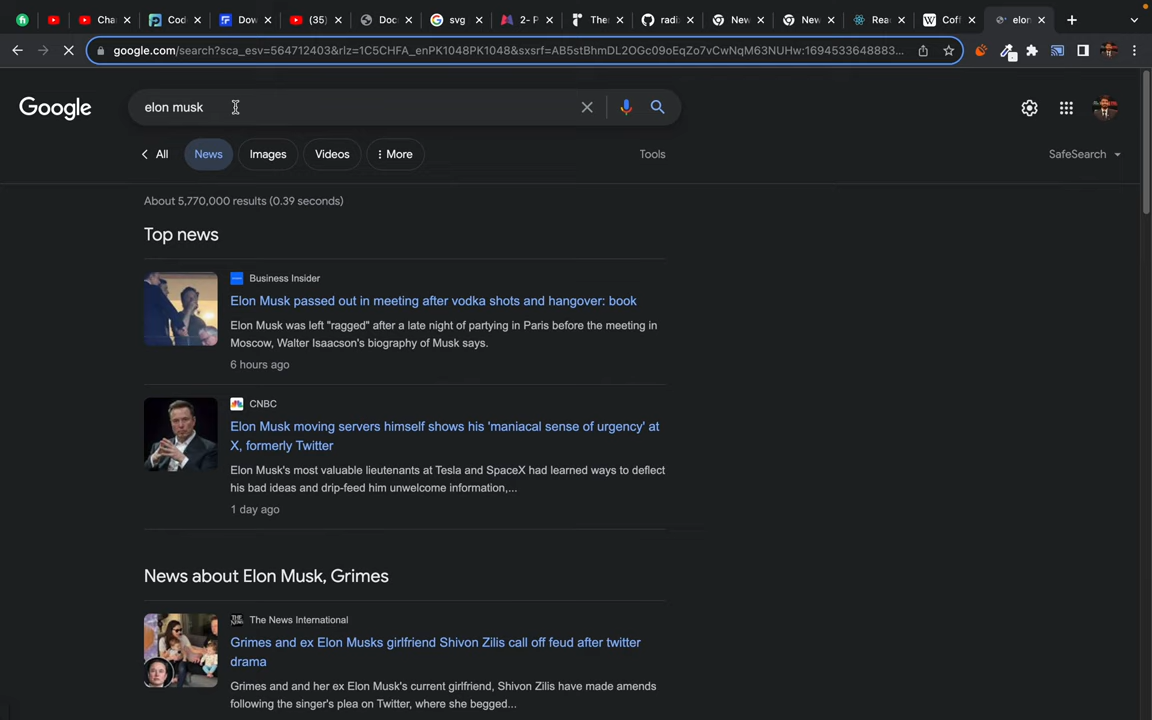 Cha
Cod
Dow
(35)
Doc
svg
2- P
Ther
radi
New
New
Rea
Coff
elon
google.com/search?sca_esv=564712403&rlz=1C5CHFA_enPK1048PK1048&sxsrf=AB5stBhmDL2OGc09oEqZo7vCwNqM63NUHw:1694533648883...
Google
elon musk
All
News
Images
Videos
More
Tools
SafeSearch
About 5,770,000 results (0.39 seconds)
Top news
Business Insider
Elon Musk passed out in meeting after vodka shots and hangover: book
Elon Musk was left "ragged" after a late night of partying in Paris before the meeting in
Moscow, Walter Isaacson's biography of Musk says.
6 hours ago
CNBC
Elon Musk moving servers himself shows his 'maniacal sense of urgency' at
X, formerly Twitter
Elon Musk's most valuable lieutenants at Tesla and SpaceX had learned ways to deflect
his bad ideas and drip-feed him unwelcome information,...
1 day ago
News about Elon Musk, Grimes
The News International
Grimes and ex Elon Musks girlfriend Shivon Zilis call off feud after twitter
drama
Grimes and and her ex Elon Musk's current girlfriend, Shivon Zilis have made amends
following the singer's plea on Twitter, where she begged...